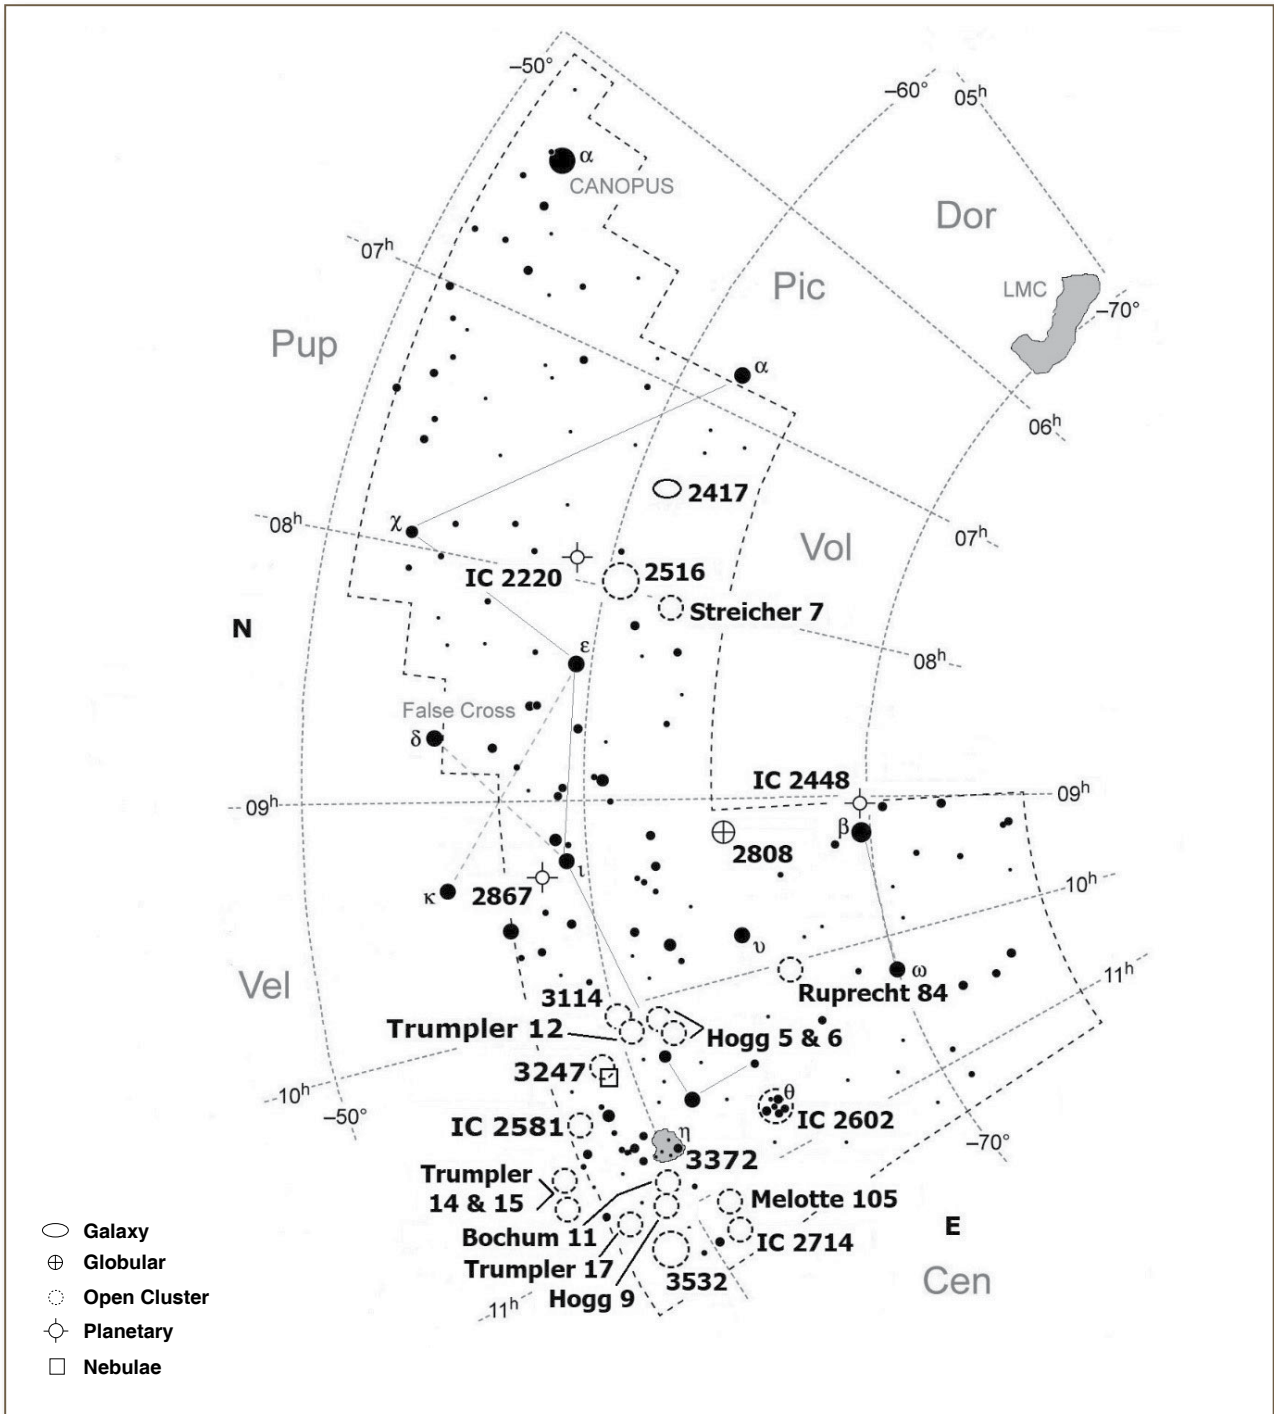 –50°
–60°
05h
α
CANOPUS
Dor
07h
Pic
LMC
–70°
Pup
α
06h
2417
χ
08h
07h
Vol
IC 2220
2516
Streicher 7
N
ε
08h
False Cross
δ
IC 2448
09h
09h
β
2808
ι
κ
2867
10h
υ
Vel
ω
11h
3114
Ruprecht 84
Trumpler 12
Hogg 5 & 6
3247
10h
θ
–50°
IC 2581
IC 2602
η
–70°
3372
Trumpler
14 & 15
Melotte 105
Bochum 11
E
IC 2714
Trumpler 17
3532
Cen
Hogg 9
11h
Galaxy
Globular
Open Cluster
Planetary
Nebulae